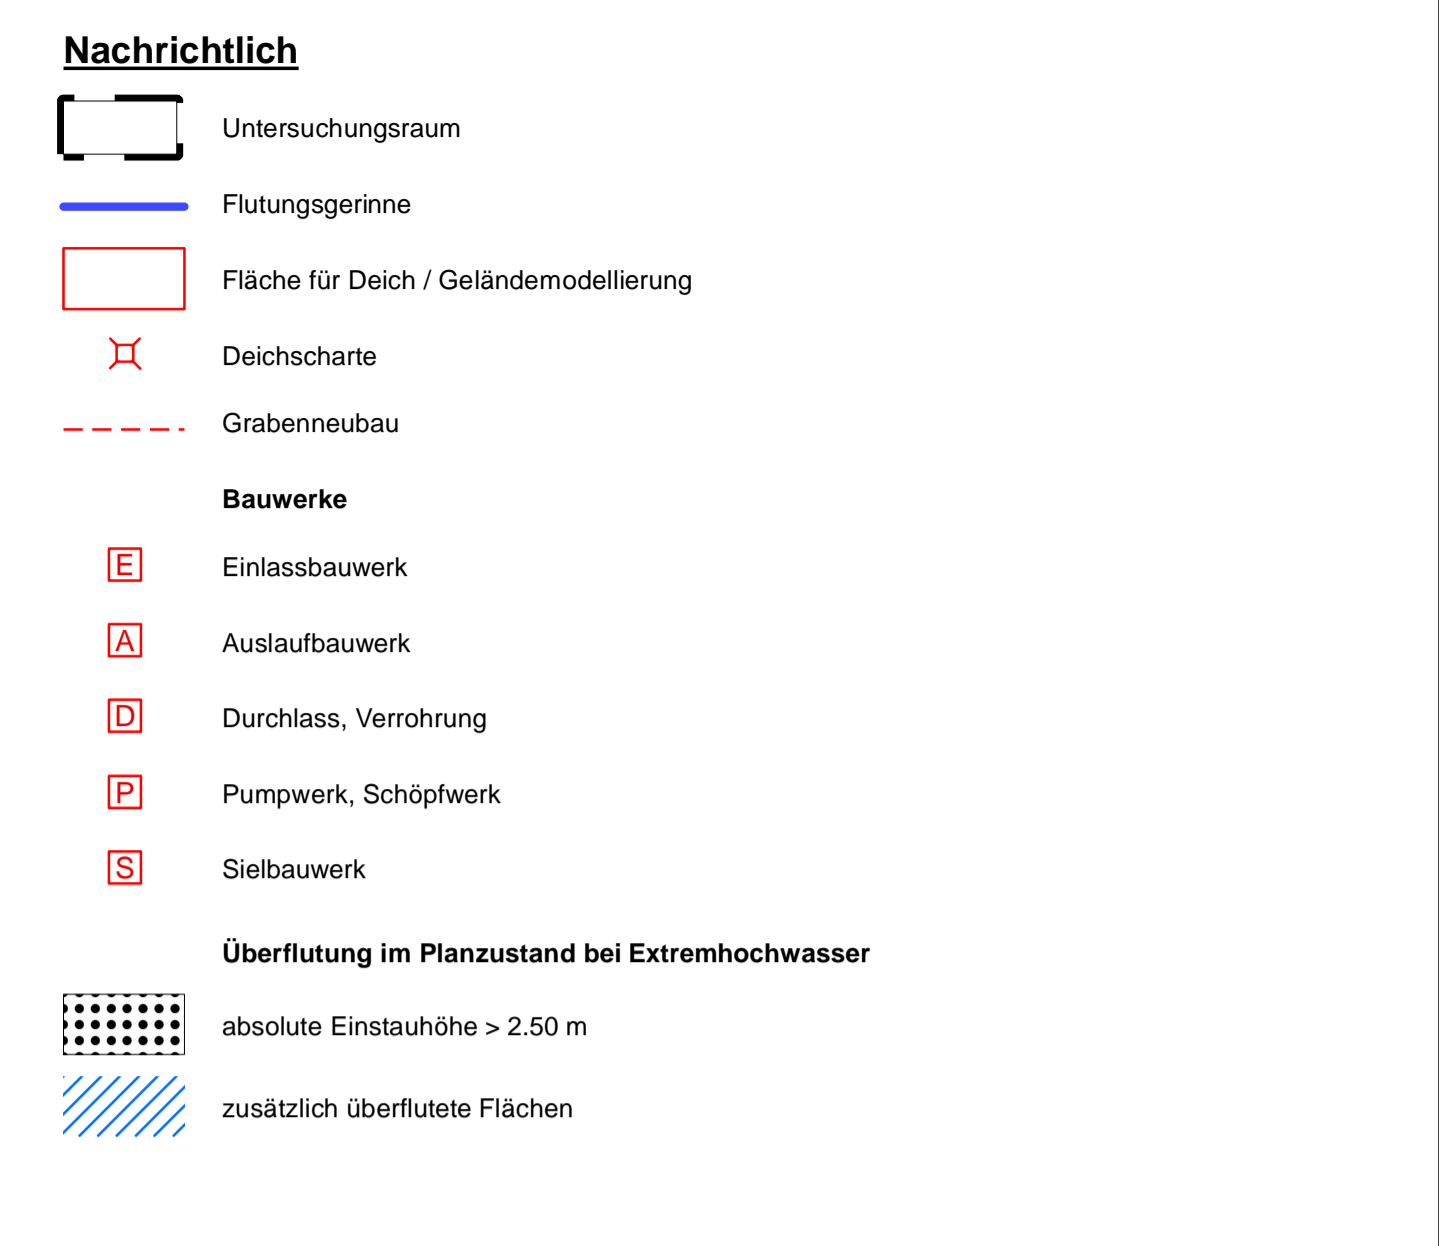 Nachrichtlich
Untersuchungsraum
Flutungsgerinne
Fläche für Deich / Geländemodellierung
Deichscharte
Grabenneubau
Bauwerke
E Einlassbauwerk
A Auslaufbauwerk
D Durchlass, Verrohrung
P Pumpwerk, Schöpfwerk
S Sielbauwerk
Überflutung im Planzustand bei Extremhochwasser
absolute Einstauhöhe > 2.50 m
zusätzlich überflutete Flächen